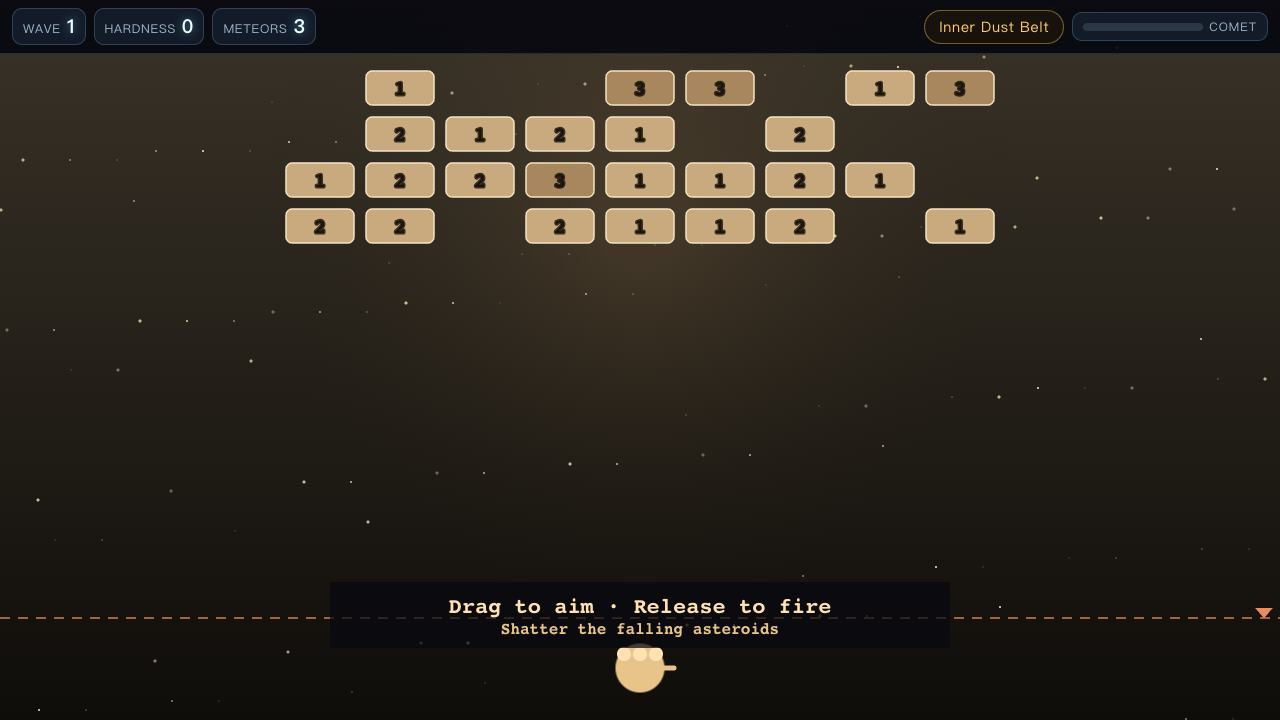 WAVE 1 HARDNESS 0 METEORS 3 Inner Dust Belt COMET
1 3 3 1 3
2 1 2 1 2
1 2 2 3 1 1 2 1
2 2 2 1 1 2 1
Drag to aim · Release to fire
Shatter the falling asteroids